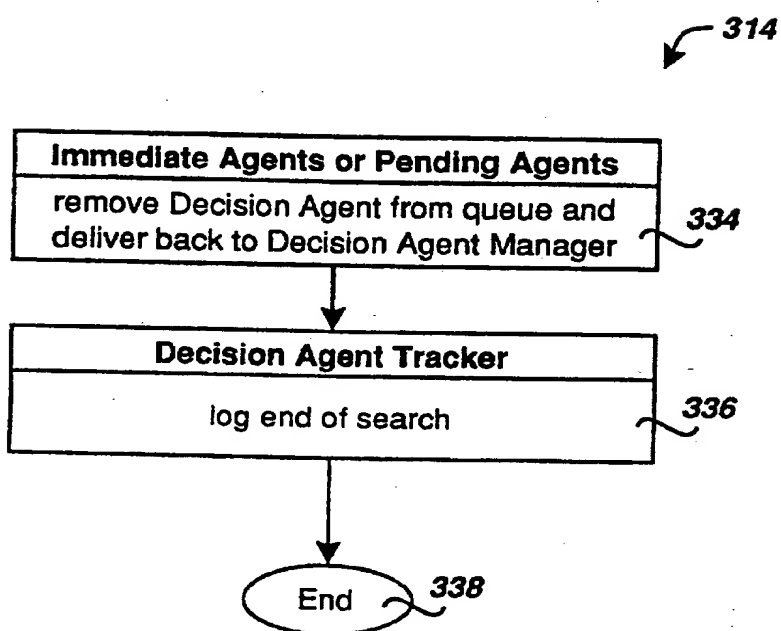 314
Immediate Agents or Pending Agents
remove Decision Agent from queue and
deliver back to Decision Agent Manager
334
Decision Agent Tracker
log end of search
336
End
338